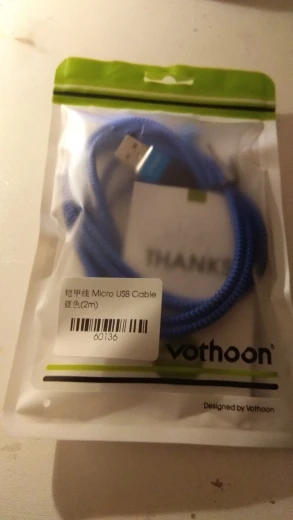 THANKS
铠甲线 Micro USB Cable
蓝色(2m)
60136
vothoon
Designed by Vothoon